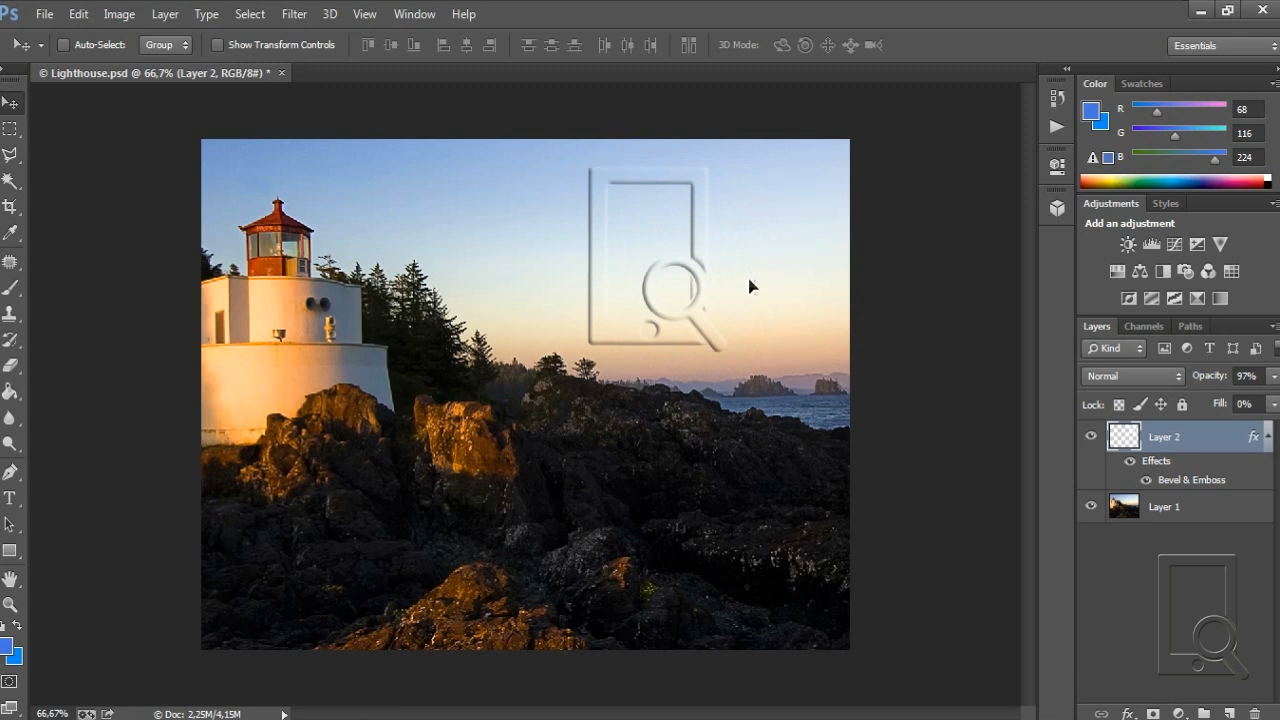 Ps File Edit Image Layer Type Select Filter 3D View Window Help
Auto-Select: Group Show Transform Controls 3D Mode: Essentials
© Lighthouse.psd @ 66,7% (Layer 2, RGB/8#) * ×
Color Swatches
R 68
G 116
B 224
Adjustments Styles
Add an adjustment
Layers Channels Paths
Kind
Normal Opacity: 97%
Lock: Fill: 0%
Layer 2 fx
Effects
Bevel & Emboss
Layer 1
66,67% © Doc: 2,25M/4,15M fx